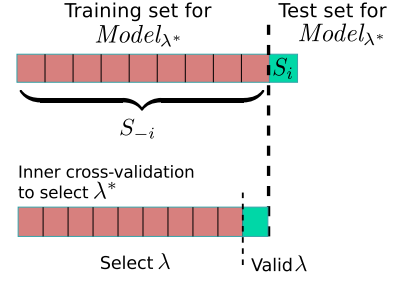 Training set for
Model_{λ*}
Test set for
Model_{λ*}
S_i
S_{-i}
Inner cross-validation
to select λ*
Select λ
Valid λ